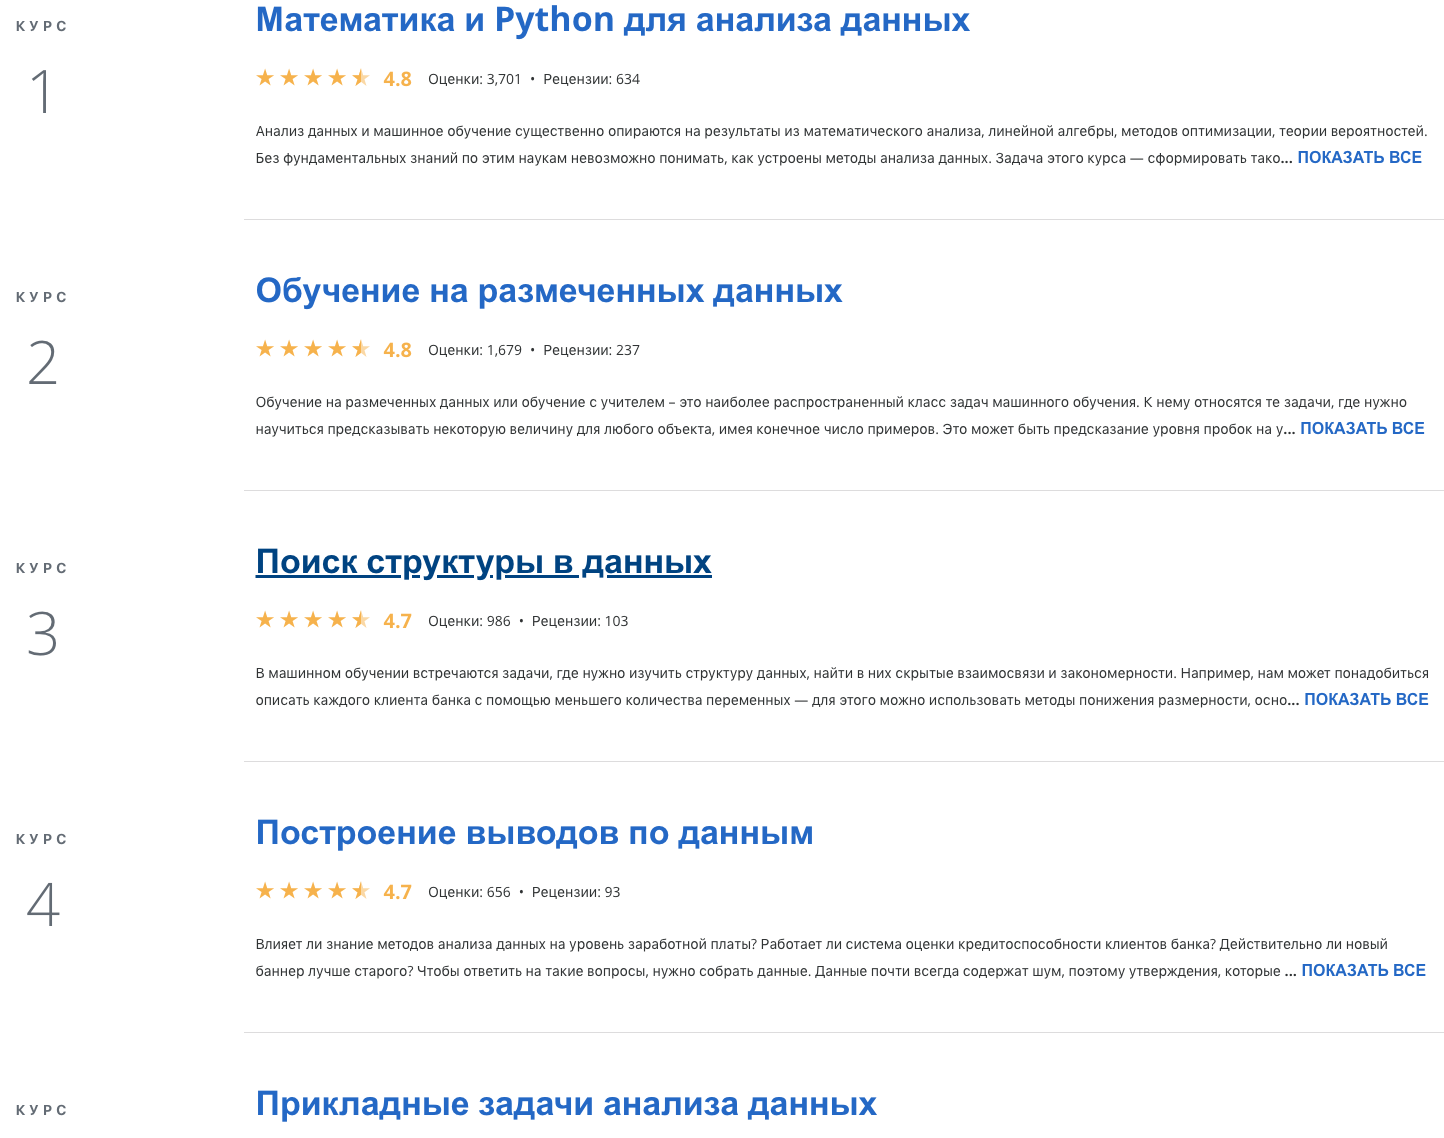 КУРС
1
Математика и Python для анализа данных
4.8 Оценки: 3,701 • Рецензии: 634
Анализ данных и машинное обучение существенно опираются на результаты из математического анализа, линейной алгебры, методов оптимизации, теории вероятностей.
Без фундаментальных знаний по этим наукам невозможно понимать, как устроены методы анализа данных. Задача этого курса — сформировать тако... ПОКАЗАТЬ ВСЕ
КУРС
2
Обучение на размеченных данных
4.8 Оценки: 1,679 • Рецензии: 237
Обучение на размеченных данных или обучение с учителем – это наиболее распространенный класс задач машинного обучения. К нему относятся те задачи, где нужно
научиться предсказывать некоторую величину для любого объекта, имея конечное число примеров. Это может быть предсказание уровня пробок на у... ПОКАЗАТЬ ВСЕ
КУРС
3
Поиск структуры в данных
4.7 Оценки: 986 • Рецензии: 103
В машинном обучении встречаются задачи, где нужно изучить структуру данных, найти в них скрытые взаимосвязи и закономерности. Например, нам может понадобиться
описать каждого клиента банка с помощью меньшего количества переменных — для этого можно использовать методы понижения размерности, осно... ПОКАЗАТЬ ВСЕ
КУРС
4
Построение выводов по данным
4.7 Оценки: 656 • Рецензии: 93
Влияет ли знание методов анализа данных на уровень заработной платы? Работает ли система оценки кредитоспособности клиентов банка? Действительно ли новый
баннер лучше старого? Чтобы ответить на такие вопросы, нужно собрать данные. Данные почти всегда содержат шум, поэтому утверждения, которые ... ПОКАЗАТЬ ВСЕ
КУРС
Прикладные задачи анализа данных